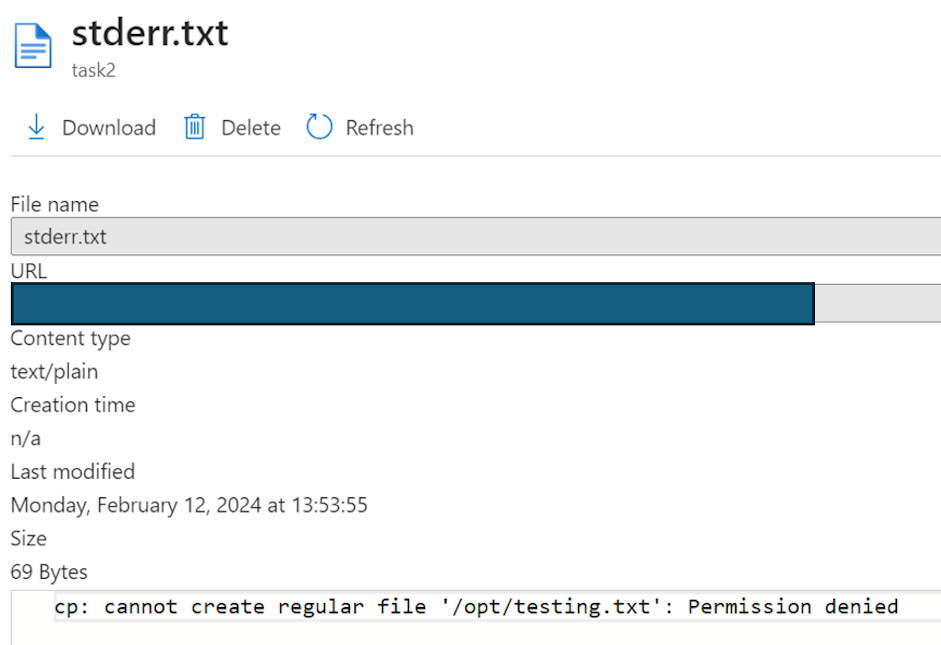 stderr.txt
task2
Download Delete Refresh
File name
stderr.txt
URL
Content type
text/plain
Creation time
n/a
Last modified
Monday, February 12, 2024 at 13:53:55
Size
69 Bytes
cp: cannot create regular file '/opt/testing.txt': Permission denied